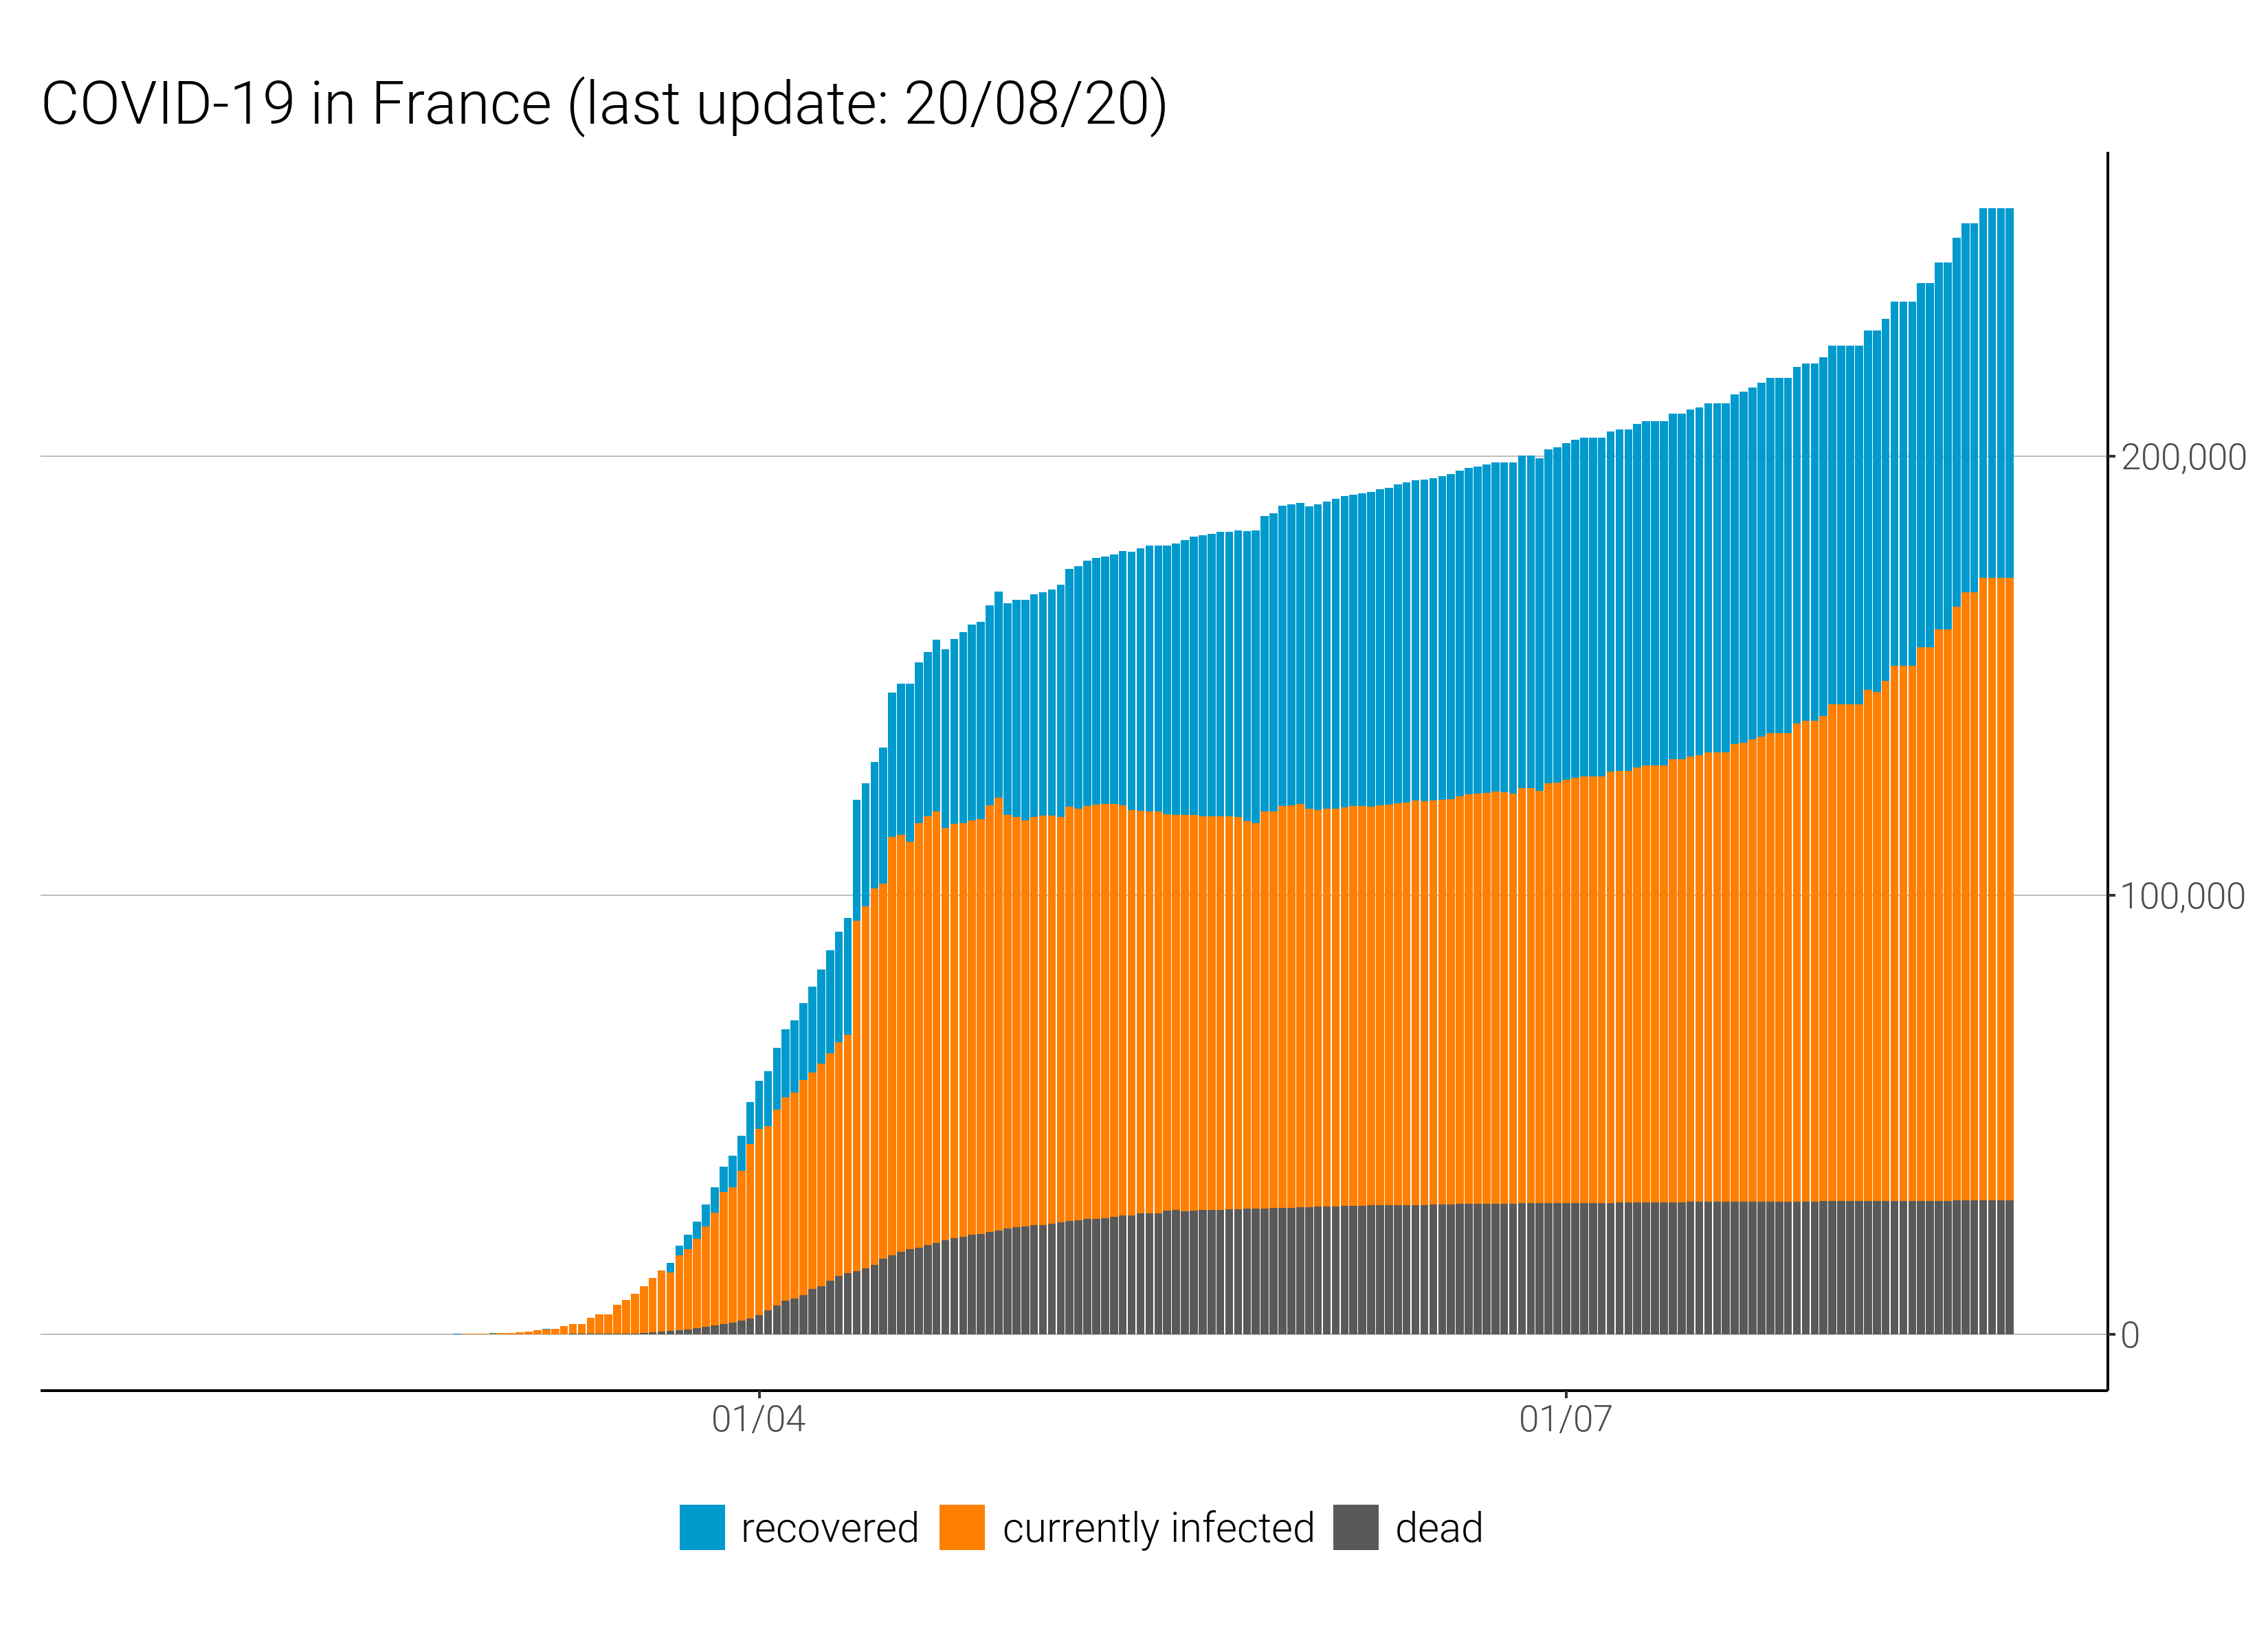 COVID-19 in France (last update: 20/08/20)
200,000
100,000
0
01/04 01/07
recovered currently infected dead